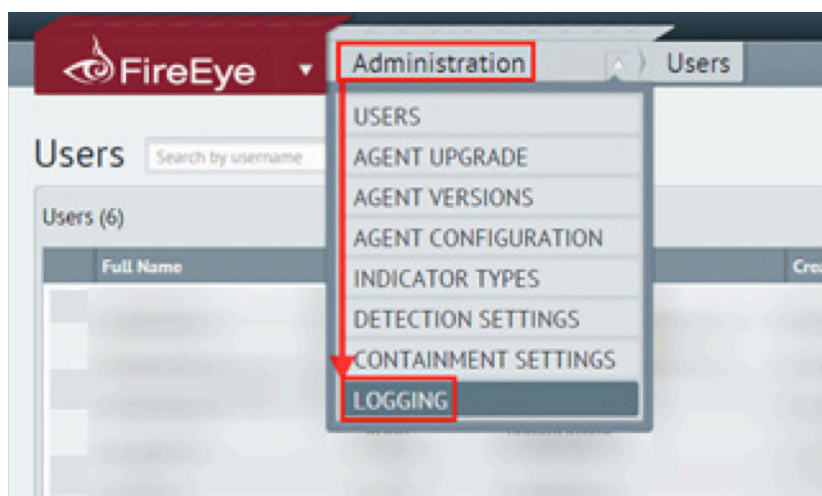 FireEye
Administration
Users
USERS
AGENT UPGRADE
AGENT VERSIONS
AGENT CONFIGURATION
INDICATOR TYPES
DETECTION SETTINGS
CONTAINMENT SETTINGS
LOGGING
Users
Search by username
Users (6)
Full Name